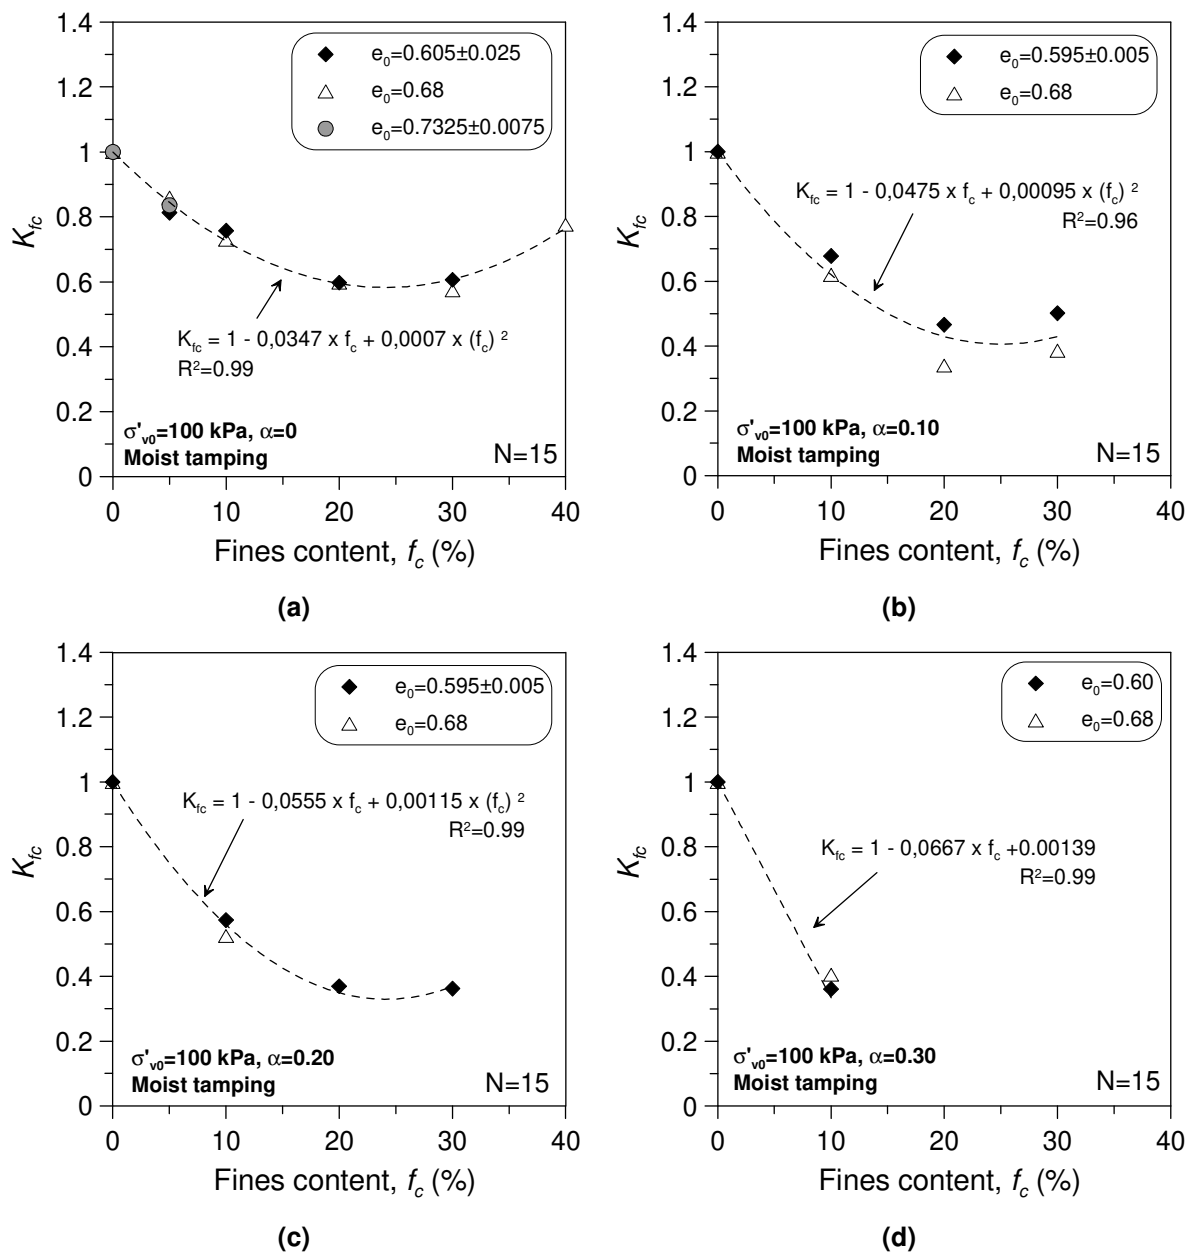 1.4
1.2
1
0.8
0.6
0.4
0.2
0
K_fc
e₀=0.605±0.025
e₀=0.68
e₀=0.7325±0.0075
K_fc = 1 - 0,0347 x f_c + 0,0007 x (f_c) ²
R²=0.99
σ'_v0=100 kPa, α=0
Moist tamping
N=15
0 10 20 30 40
Fines content, f_c (%)
(a)
1.4
1.2
1
0.8
0.6
0.4
0.2
0
K_fc
e₀=0.595±0.005
e₀=0.68
K_fc = 1 - 0,0475 x f_c + 0,00095 x (f_c) ²
R²=0.96
σ'_v0=100 kPa, α=0.10
Moist tamping
N=15
0 10 20 30 40
Fines content, f_c (%)
(b)
1.4
1.2
1
0.8
0.6
0.4
0.2
0
K_fc
e₀=0.595±0.005
e₀=0.68
K_fc = 1 - 0,0555 x f_c + 0,00115 x (f_c) ²
R²=0.99
σ'_v0=100 kPa, α=0.20
Moist tamping
N=15
0 10 20 30 40
Fines content, f_c (%)
(c)
1.4
1.2
1
0.8
0.6
0.4
0.2
0
K_fc
e₀=0.60
e₀=0.68
K_fc = 1 - 0,0667 x f_c +0.00139
R²=0.99
σ'_v0=100 kPa, α=0.30
Moist tamping
N=15
0 10 20 30 40
Fines content, f_c (%)
(d)